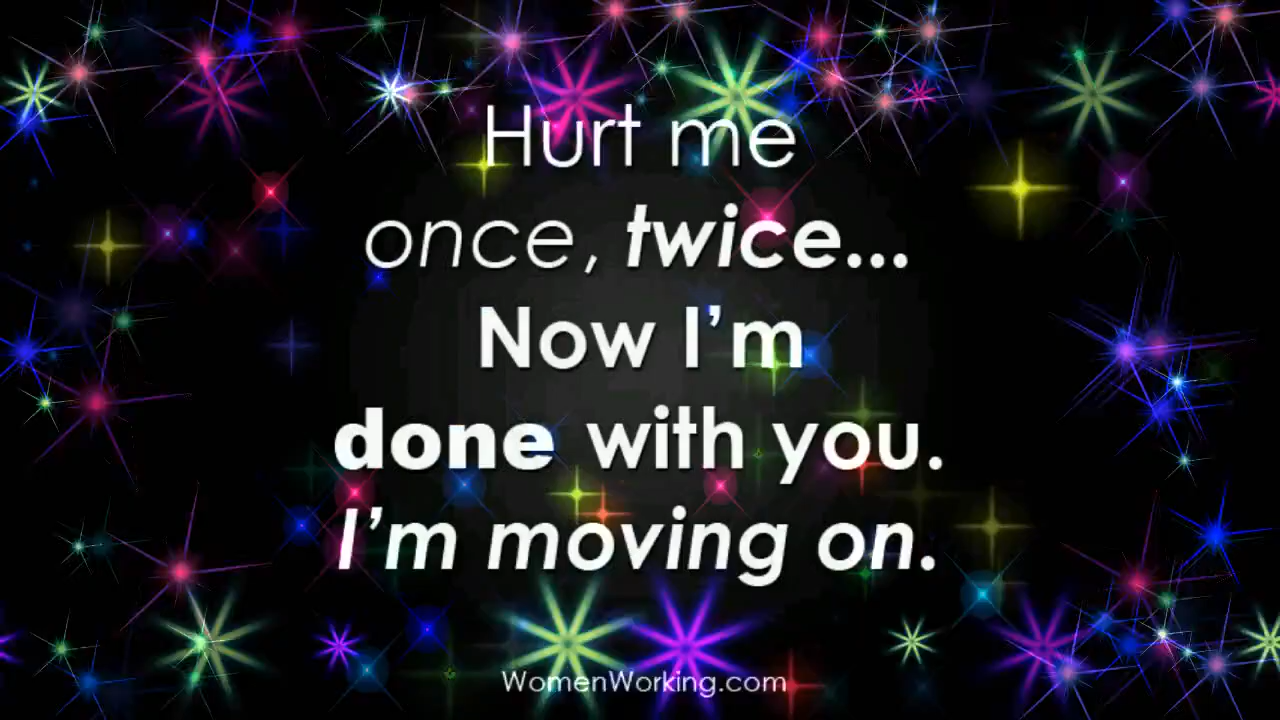 Hurt me
once, twice...
Now I’m
done with you.
I’m moving on.
WomenWorking.com